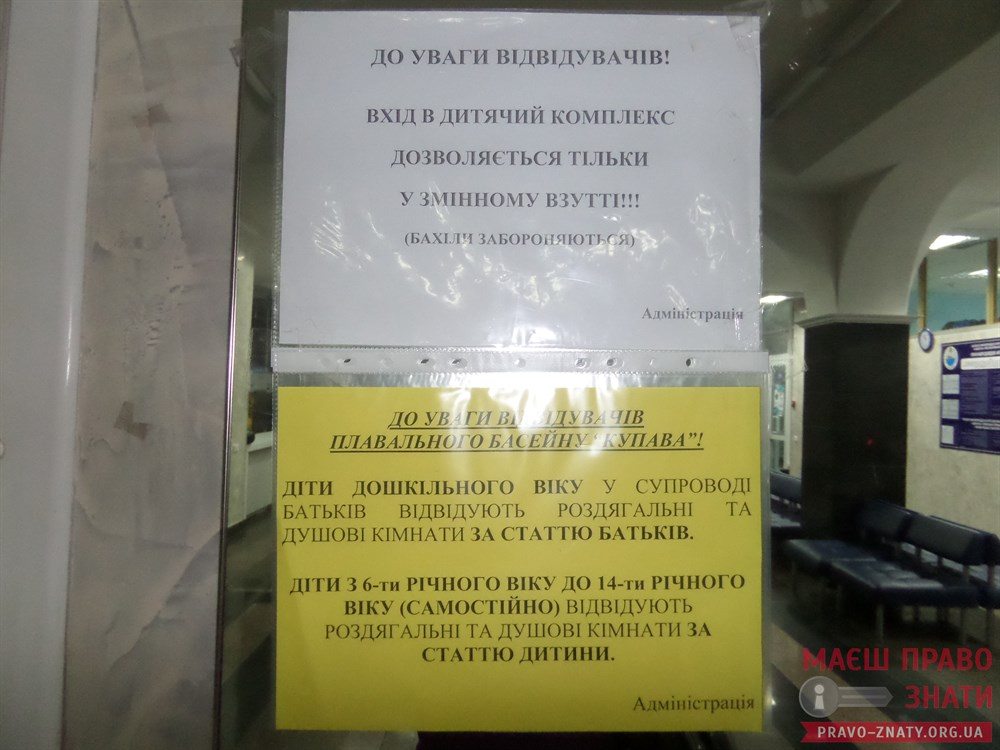 ДО УВАГИ ВІДВІДУВАЧІВ!
ВХІД В ДИТЯЧИЙ КОМПЛЕКС
ДОЗВОЛЯЄТЬСЯ ТІЛЬКИ
У ЗМІННОМУ ВЗУТТІ!!!
(БАХІЛИ ЗАБОРОНЯЮТЬСЯ)
Адміністрація
ДО УВАГИ ВІДВІДУВАЧІВ
ПЛАВАЛЬНОГО БАСЕЙНУ "КУПАВА"!
ДІТИ ДОШКІЛЬНОГО ВІКУ У СУПРОВОДІ
БАТЬКІВ ВІДВІДУЮТЬ РОЗДЯГАЛЬНІ ТА
ДУШОВІ КІМНАТИ ЗА СТАТТЮ БАТЬКІВ.
ДІТИ З 6-ти РІЧНОГО ВІКУ ДО 14-ти РІЧНОГО
ВІКУ (САМОСТІЙНО) ВІДВІДУЮТЬ
РОЗДЯГАЛЬНІ ТА ДУШОВІ КІМНАТИ ЗА
СТАТТЮ ДИТИНИ.
Адміністрація
МАЄШ ПРАВО
ЗНАТИ
PRAVO-ZNATY.ORG.UA